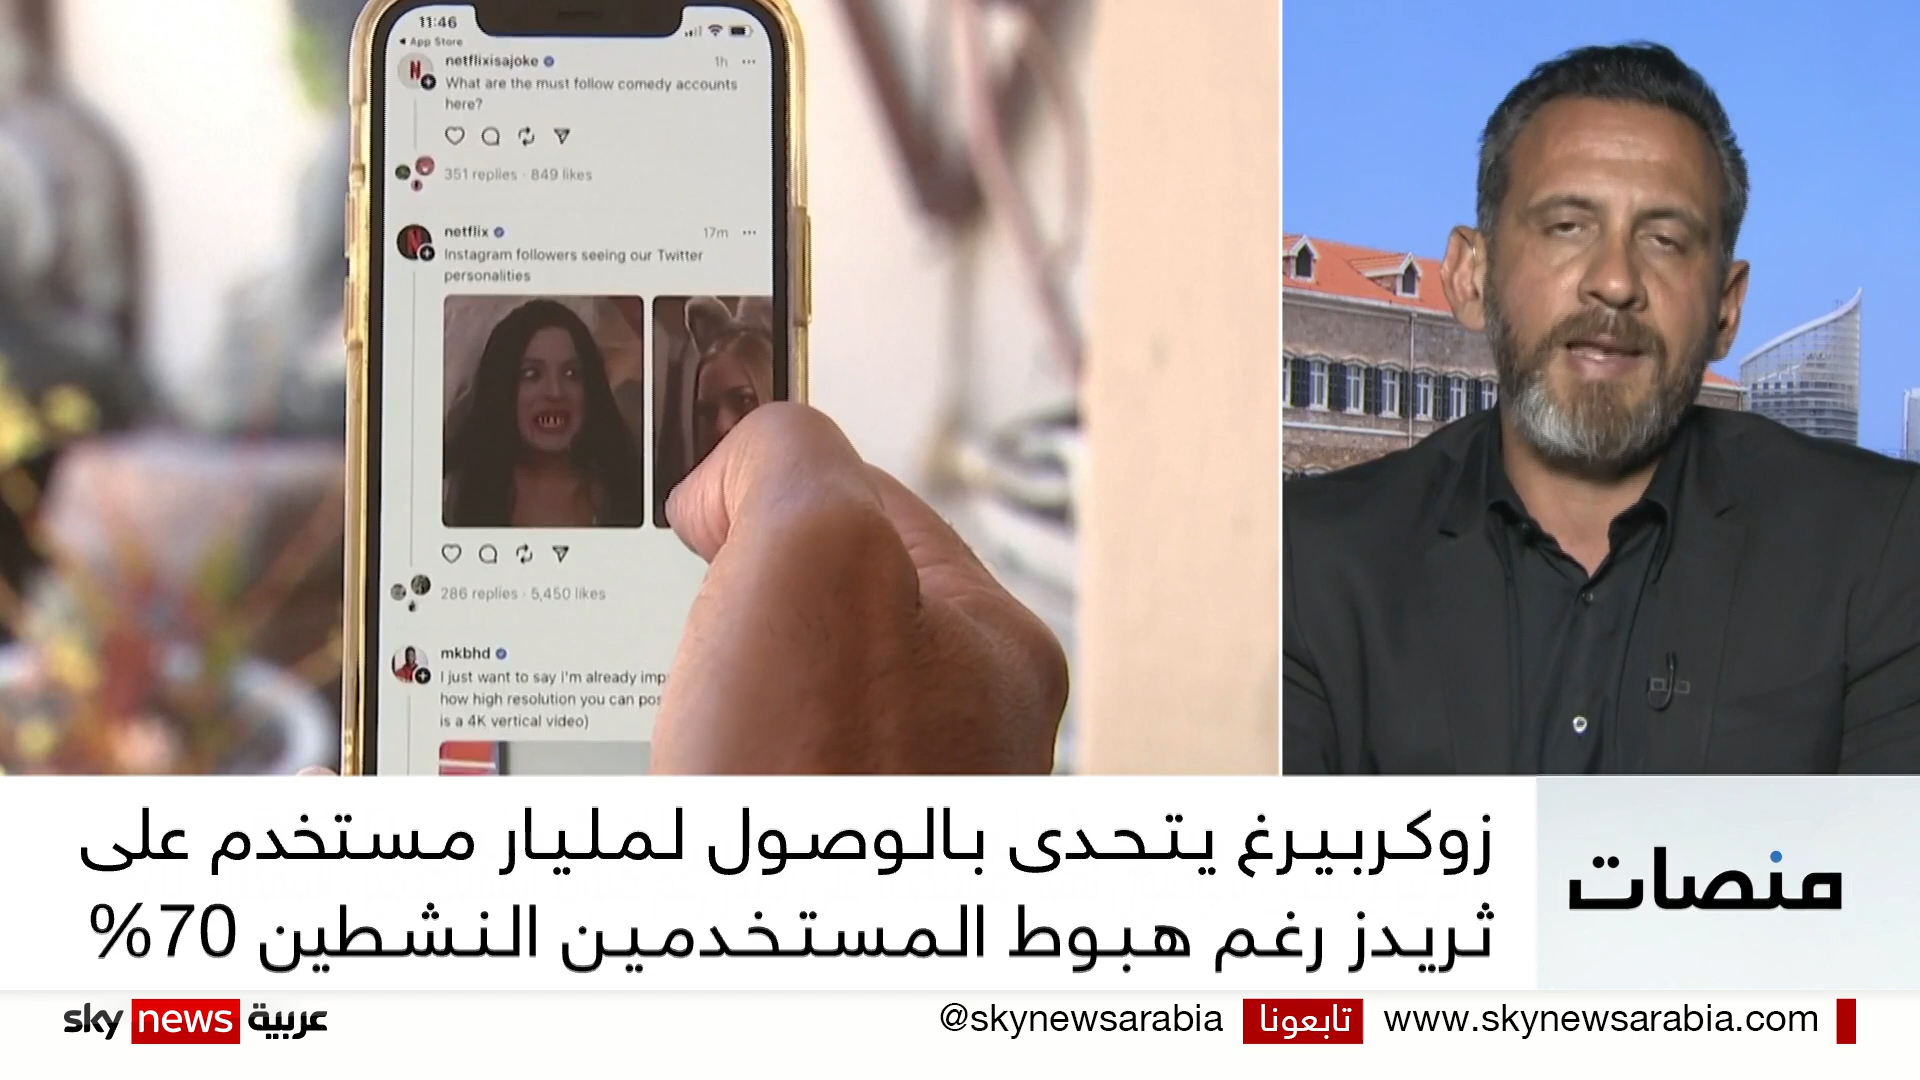 11:46
App Store
netflixisajoke
1h
What are the must follow comedy accounts
here?
351 replies · 849 likes
netflix
17m
Instagram followers seeing our Twitter
personalities
286 replies · 5,450 likes
mkbhd
I just want to say I'm already imp
how high resolution you can pos
is a 4K vertical video)
منصات
زوكربيرغ يتحدى بالوصول لمليار مستخدم على
ثريدز رغم هبوط المستخدمين النشطين 70%
sky news عربية
@skynewsarabia تابعونا www.skynewsarabia.com